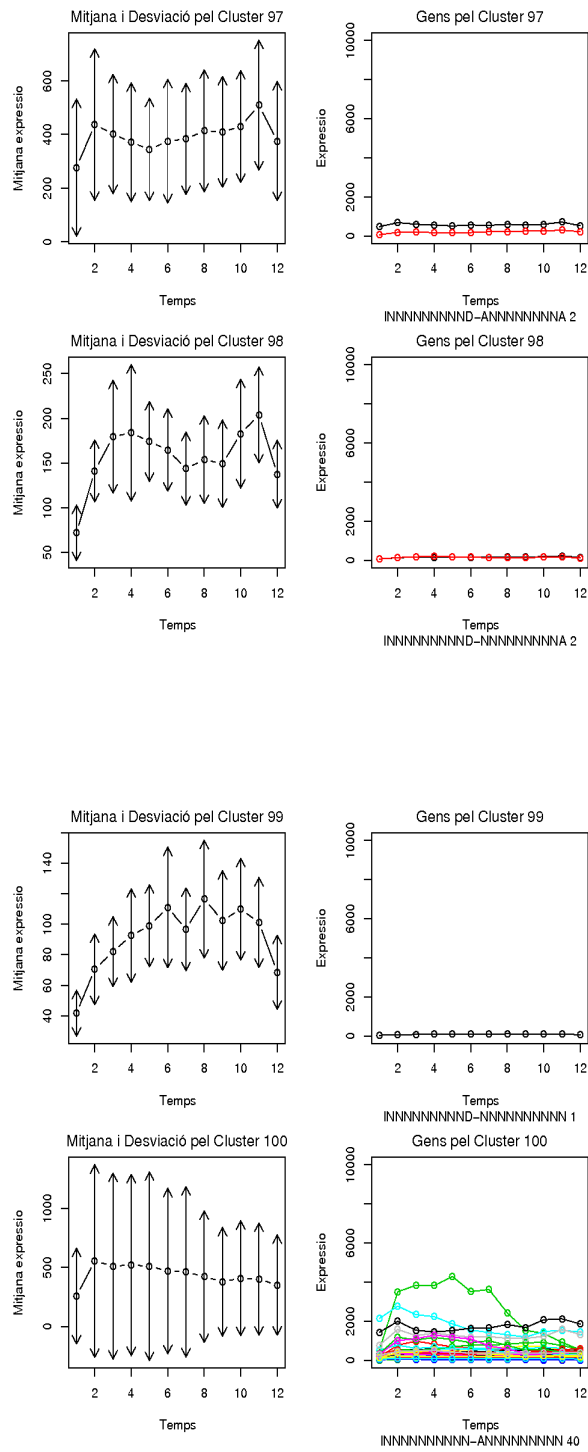 Mitjana i Desviació pel Cluster 97
Mitjana expressio
0 200 400 600
2 4 6 8 10 12
Temps
Gens pel Cluster 97
Expressio
0 2000 6000 10000
2 4 6 8 10 12
Temps
INNNNNNNNND−ANNNNNNNNNA 2
Mitjana i Desviació pel Cluster 98
Mitjana expressio
50 100 150 200 250
2 4 6 8 10 12
Temps
Gens pel Cluster 98
Expressio
0 2000 6000 10000
2 4 6 8 10 12
Temps
INNNNNNNNND−NNNNNNNNNNA 2
Mitjana i Desviació pel Cluster 99
Mitjana expressio
40 60 80 100 140
2 4 6 8 10 12
Temps
Gens pel Cluster 99
Expressio
0 2000 6000 10000
2 4 6 8 10 12
Temps
INNNNNNNNND−NNNNNNNNNNN 1
Mitjana i Desviació pel Cluster 100
Mitjana expressio
0 500 1000
2 4 6 8 10 12
Temps
Gens pel Cluster 100
Expressio
0 2000 6000 10000
2 4 6 8 10 12
Temps
INNNNNNNNNN−ANNNNNNNNNN 40